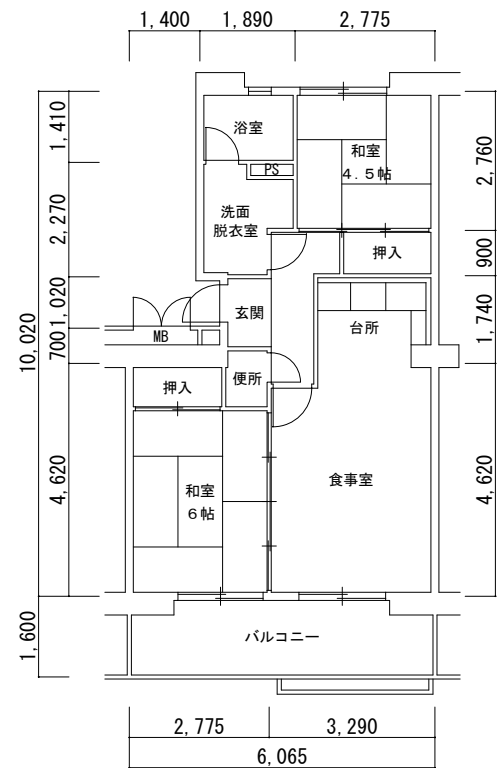 1,400
1,890
2,775
1,410
2,270
1,020
700
4,620
10,020
1,600
浴室
和室
4.5帖
PS
洗面
脱衣室
押入
玄関
台所
MB
便所
押入
和室
6帖
食事室
バルコニー
2,760
900
1,740
4,620
2,775
3,290
6,065